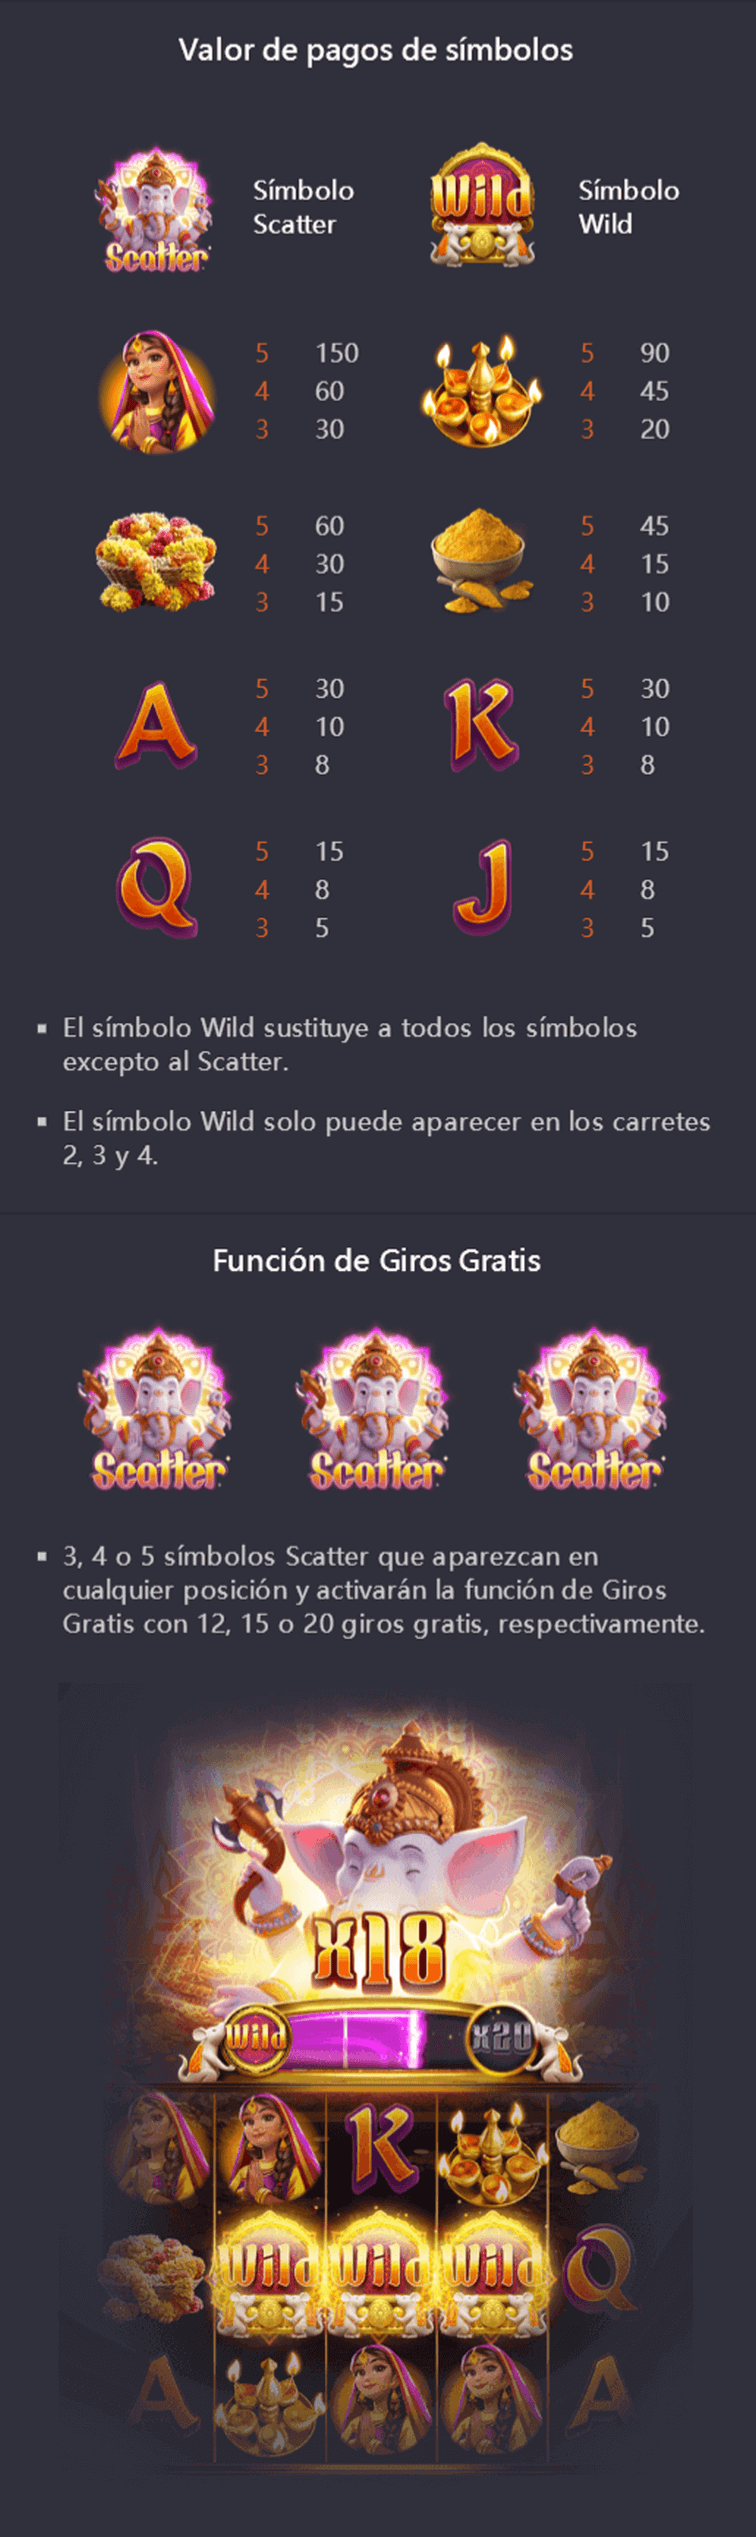 Valor de pagos de símbolos
Scatter
Símbolo
Scatter
Wild
Símbolo
Wild
5 150
4 60
3 30
5 90
4 45
3 20
5 60
4 30
3 15
5 45
4 15
3 10
A
5 30
4 10
3 8
K
5 30
4 10
3 8
Q
5 15
4 8
3 5
J
5 15
4 8
3 5
▪ El símbolo Wild sustituye a todos los símbolos
excepto al Scatter.
▪ El símbolo Wild solo puede aparecer en los carretes
2, 3 y 4.
Función de Giros Gratis
Scatter Scatter Scatter
▪ 3, 4 o 5 símbolos Scatter que aparezcan en
cualquier posición y activarán la función de Giros
Gratis con 12, 15 o 20 giros gratis, respectivamente.
x18
Wild x20
K
Wild Wild Wild Q
A A